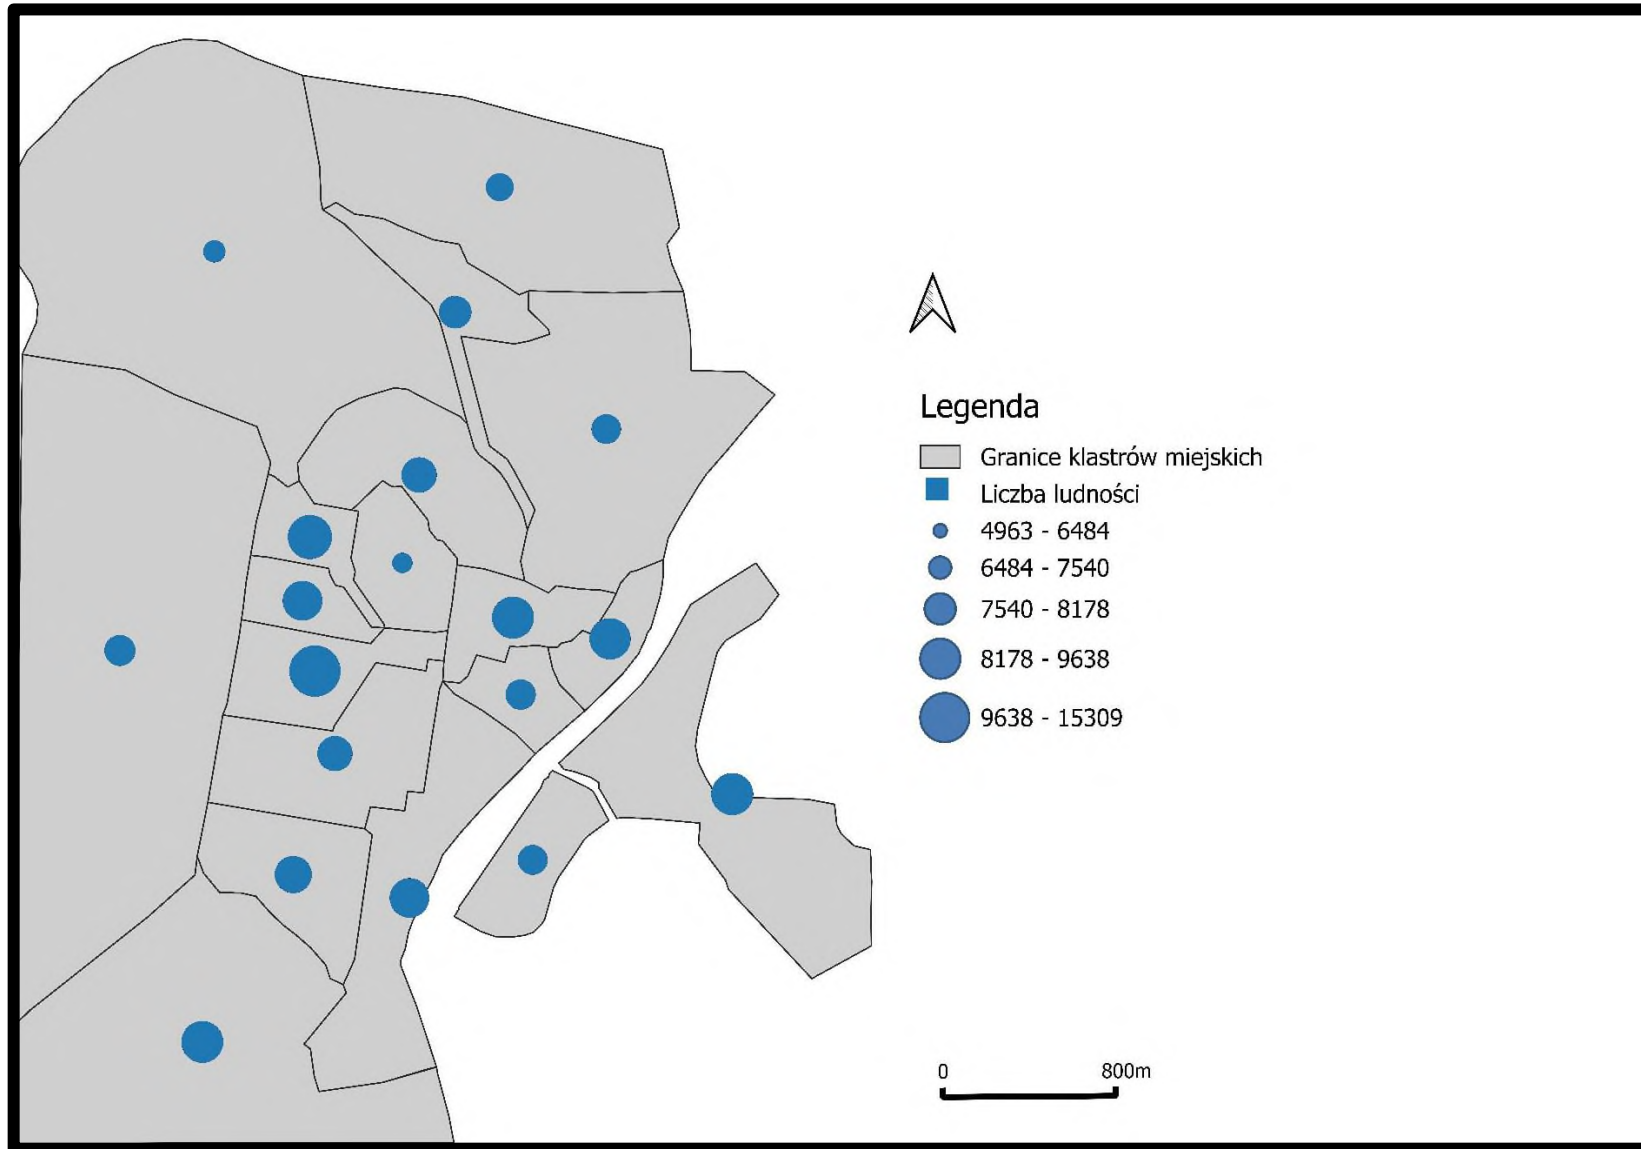 Legenda
Granice klastrów miejskich
Liczba ludności
4963 - 6484
6484 - 7540
7540 - 8178
8178 - 9638
9638 - 15309
0 800m